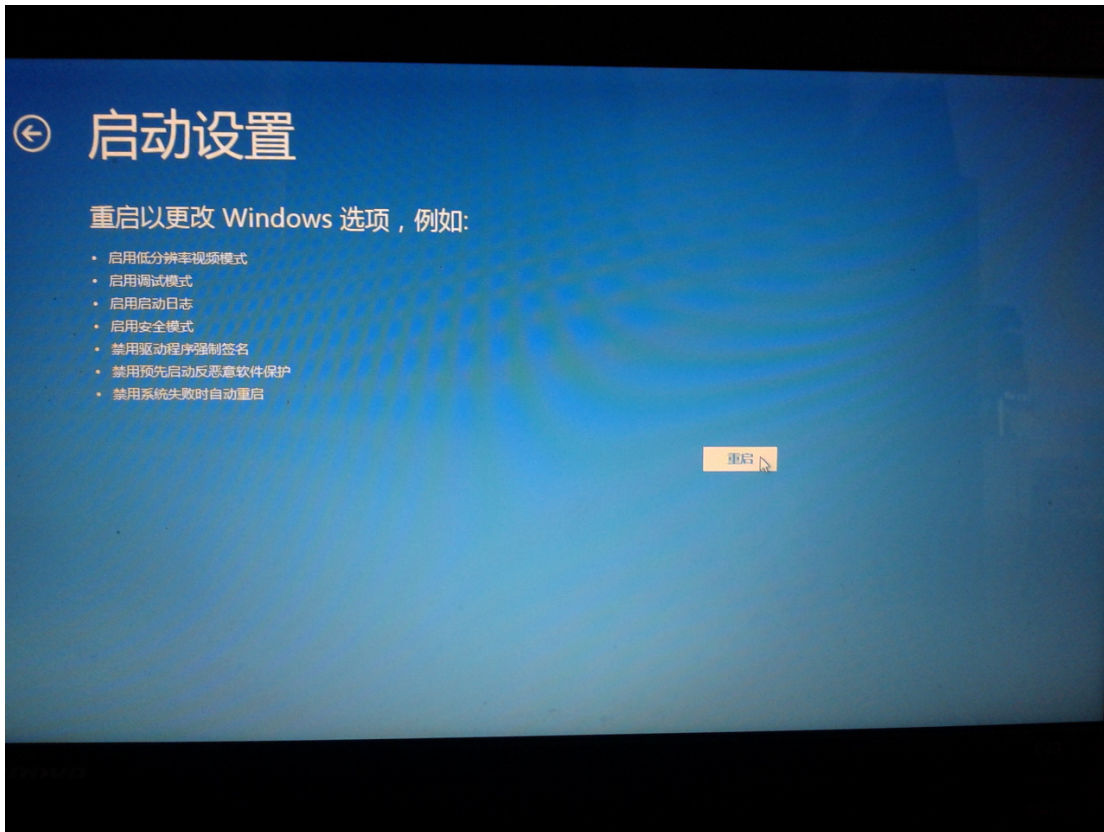 启动设置
重启以更改 Windows 选项，例如:
• 启用低分辨率视频模式
• 启用调试模式
• 启用启动日志
• 启用安全模式
• 禁用驱动程序强制签名
• 禁用预先启动反恶意软件保护
• 禁用系统失败时自动重启
重启